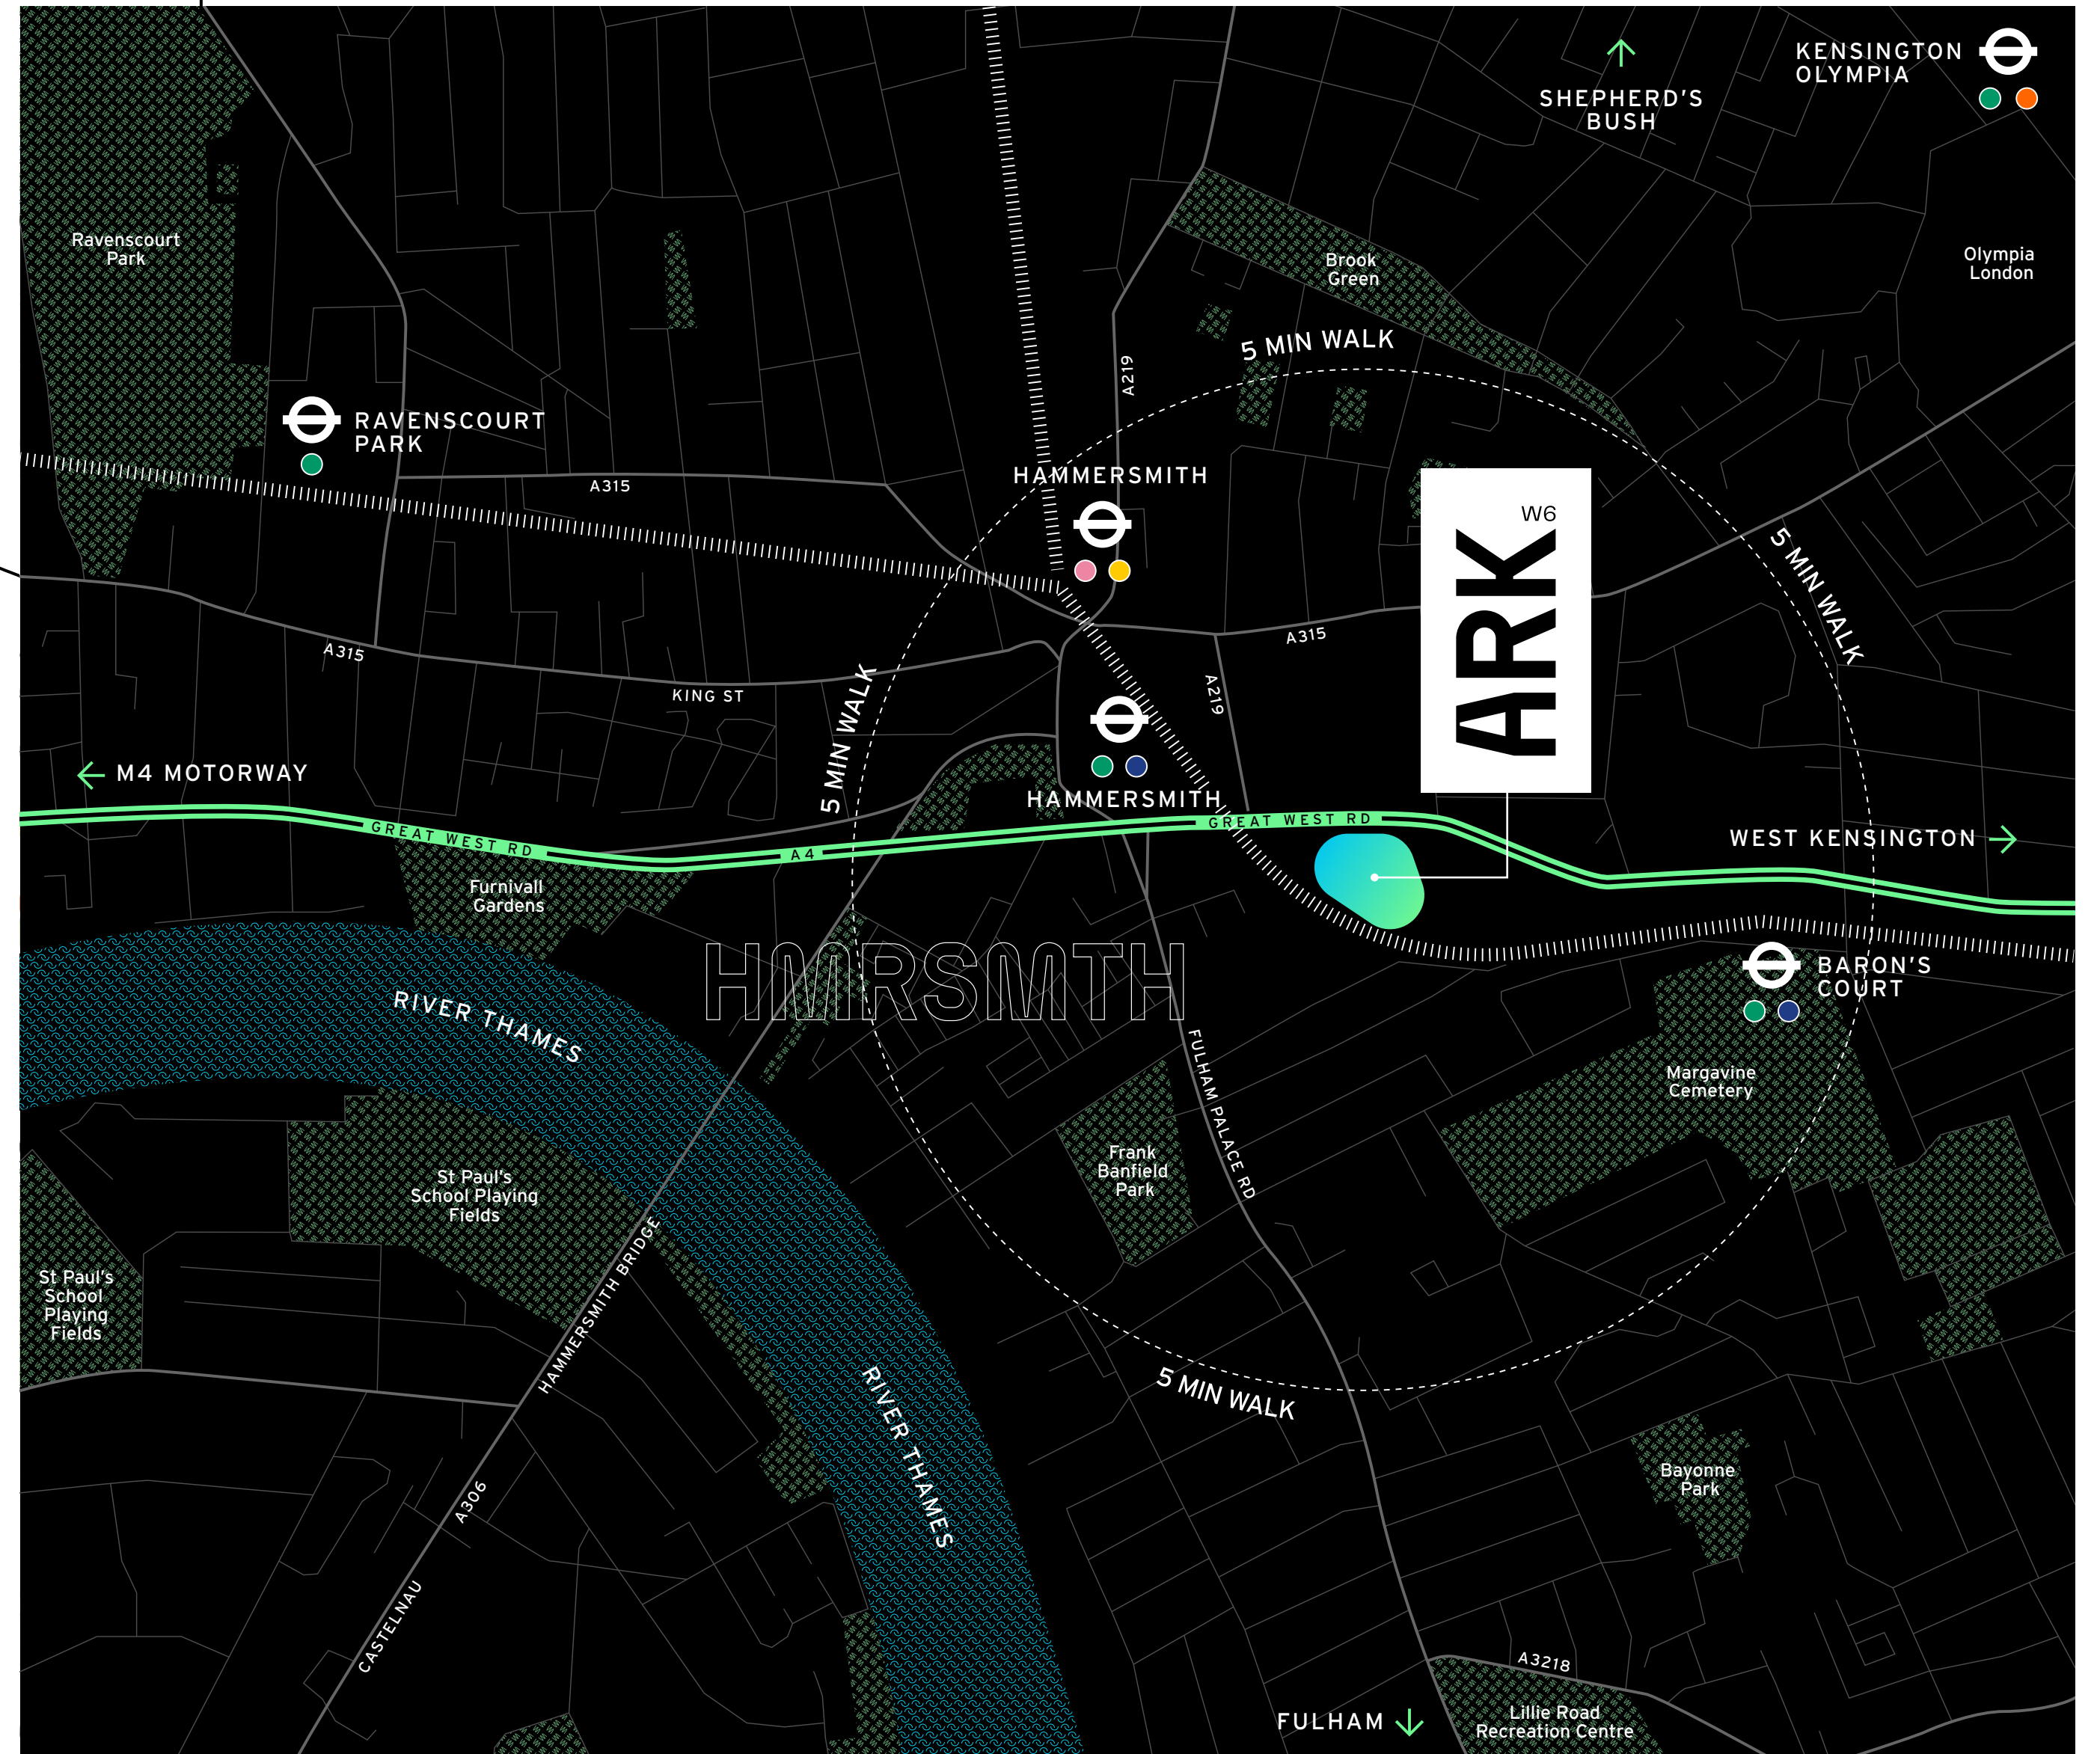 KENSINGTON
OLYMPIA
SHEPHERD'S
BUSH
Ravenscourt
Park
Brook
Green
Olympia
London
5 MIN WALK
A219
RAVENSCOURT
PARK
HAMMERSMITH
A315
W6
ARK
5 MIN WALK
A315
A315
KING ST
A219
5 MIN WALK
M4 MOTORWAY
HAMMERSMITH
GREAT WEST RD
GREAT WEST RD
A4
WEST KENSINGTON
Furnivall
Gardens
HMRSMTH
BARON'S
COURT
RIVER THAMES
Margavine
Cemetery
FULHAM PALACE RD
Frank
Banfield
Park
St Paul's
School Playing
Fields
St Paul's
School
Playing
Fields
HAMMERSMITH BRIDGE
RIVER THAMES
5 MIN WALK
Bayonne
Park
A306
CASTELNAU
A3218
FULHAM
Lillie Road
Recreation Centre